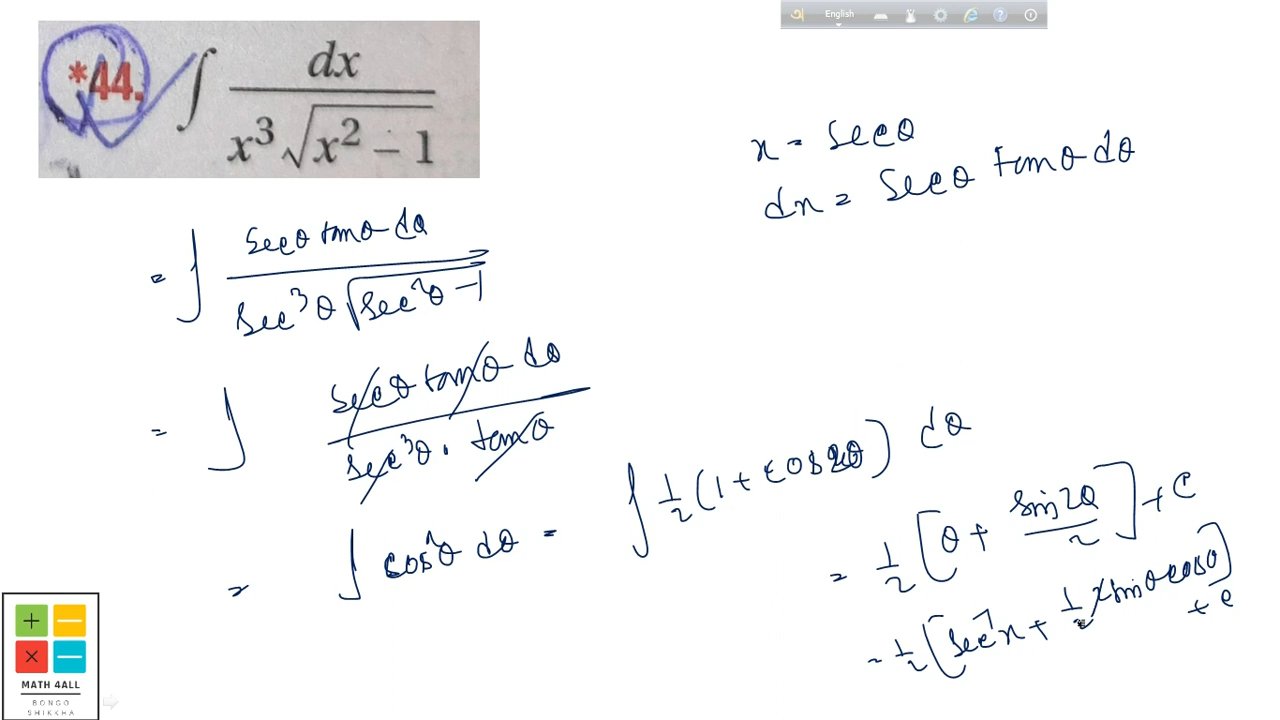 অ English
*44. ∫ dx / x³√(x² − 1)
x = secθ
dx = secθ tanθ dθ
= ∫ secθ tanθ dθ / sec³θ √(sec²θ −1)
= ∫ secθ tanθ dθ / sec³θ . tanθ
= ∫ cos²θ dθ = ∫ ½ (1 + cos2θ) dθ
= ½ [θ + sin2θ / 2] + c
= ½ [sec⁻¹x + ½ 2 sinθ cosθ] + c
MATH 4ALL
BONGO
SHIKKHA